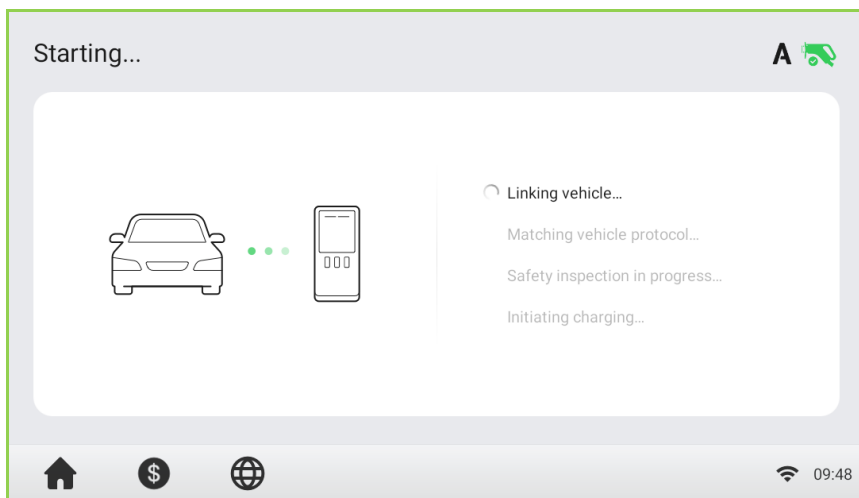 Starting...
A
Linking vehicle...
Matching vehicle protocol...
Safety inspection in progress...
Initiating charging...
$
09:48